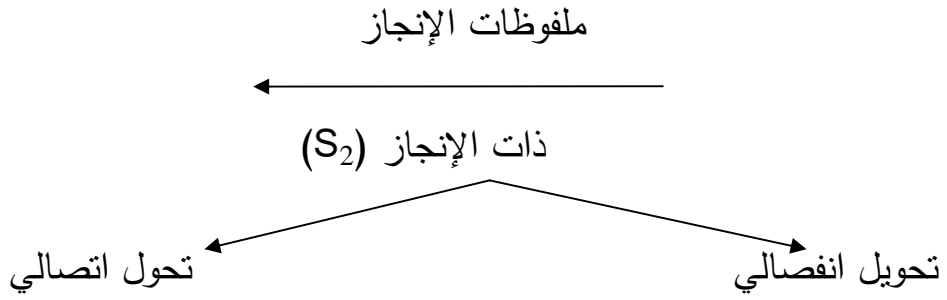 ملفوظات الإنجاز
ذات الإنجاز (S2)
تحويل انفصالي
تحول اتصالي